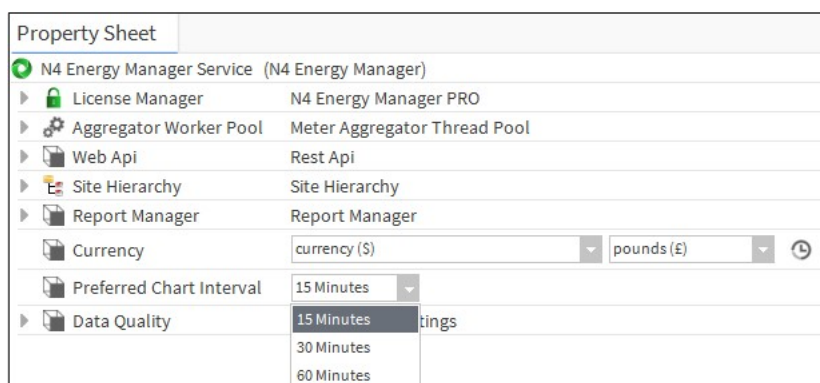 Property Sheet
N4 Energy Manager Service (N4 Energy Manager)
License Manager N4 Energy Manager PRO
Aggregator Worker Pool Meter Aggregator Thread Pool
Web Api Rest Api
Site Hierarchy Site Hierarchy
Report Manager Report Manager
Currency currency ($) pounds (£)
Preferred Chart Interval 15 Minutes
Data Quality 15 Minutes tings
30 Minutes
60 Minutes